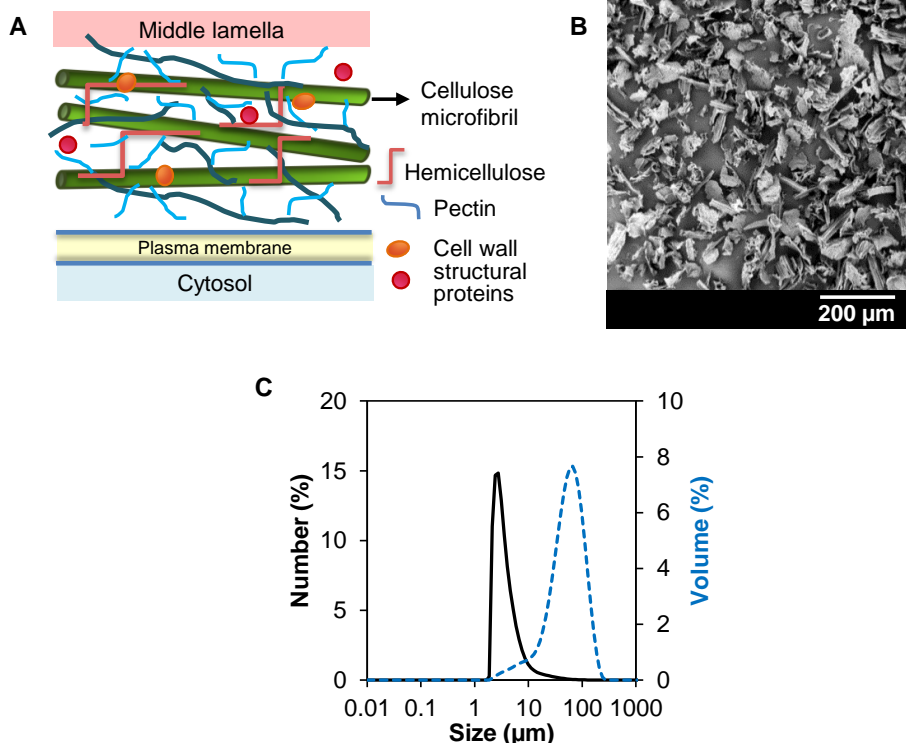 A
Middle lamella
Cellulose
microfibril
Hemicellulose
Pectin
Plasma membrane
Cell wall
structural
proteins
Cytosol
B
200 µm
C
20
15
10
5
0
Number (%)
10
8
6
4
2
0
Volume (%)
0.01 0.1 1 10 100 1000
Size (µm)